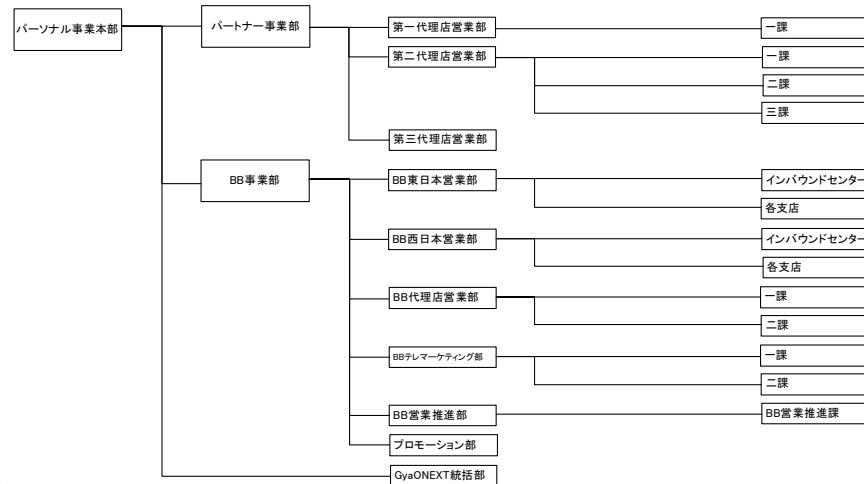 パーソナル事業本部
パートナー事業部
第一代理店営業部
一課
第二代理店営業部
一課
二課
三課
第三代理店営業部
BB事業部
BB東日本営業部
インバウンドセンター
各支店
BB西日本営業部
インバウンドセンター
各支店
BB代理店営業部
一課
二課
BBテレマーケティング部
一課
二課
BB営業推進部
BB営業推進課
プロモーション部
GyaONEXT統括部